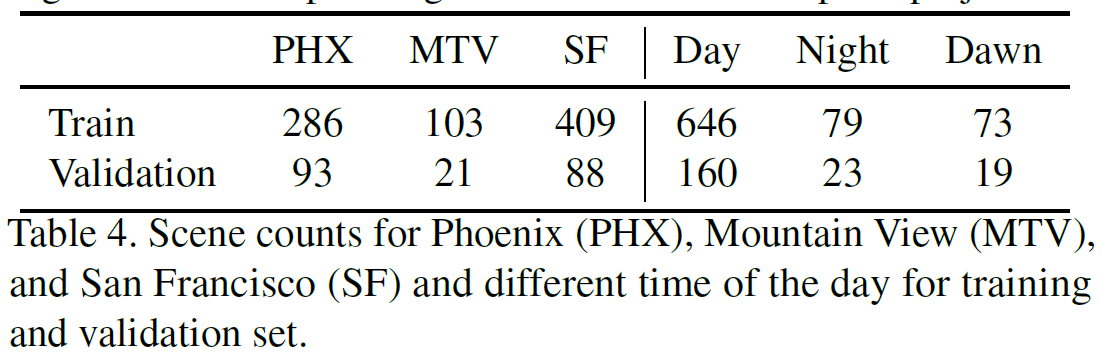 PHX MTV SF Day Night Dawn
Train 286 103 409 646 79 73
Validation 93 21 88 160 23 19
Table 4. Scene counts for Phoenix (PHX), Mountain View (MTV),
and San Francisco (SF) and different time of the day for training
and validation set.